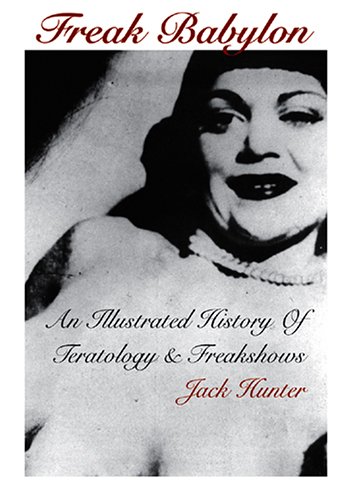 Freak Babylon
An Illustrated History Of
Teratology & Freakshows
Jack Hunter